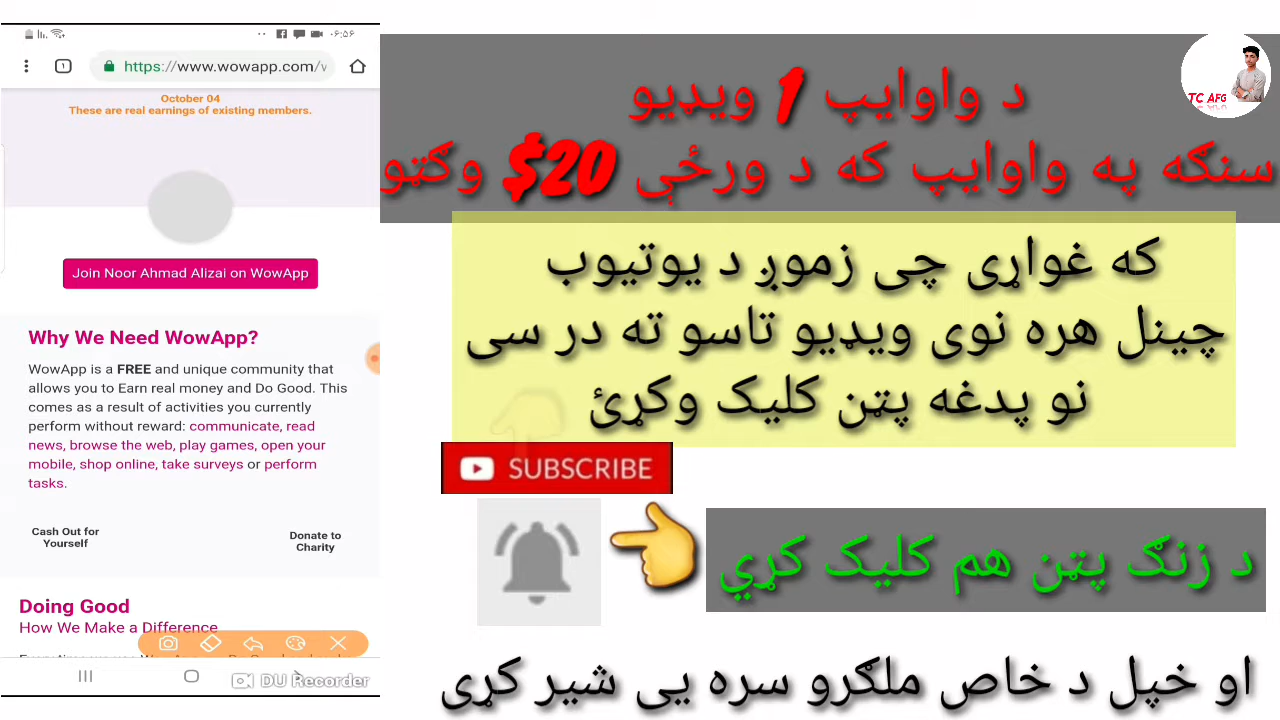 ۰۶:۵۶
https://www.wowapp.com/w
October 04
These are real earnings of existing members.
Join Noor Ahmad Alizai on WowApp
Why We Need WowApp?
WowApp is a FREE and unique community that
allows you to Earn real money and Do Good. This
comes as a result of activities you currently
perform without reward: communicate, read
news, browse the web, play games, open your
mobile, shop online, take surveys or perform
tasks.
Cash Out for
Yourself
Donate to
Charity
Doing Good
How We Make a Difference
DU Recorder
د واوایپ 1 ویډیو
سنګه په واوایپ که د ورځې $20 وګټو
TC AFG
که غواړی چی زموږ د یوتیوب
چینل هره نوی ویډیو تاسو ته در سی
نو پدغه پټن کلیک وکړئ
SUBSCRIBE
د زنګ پټن هم کلیک کړي
او خپل د خاص ملګرو سره یی شیر کړی